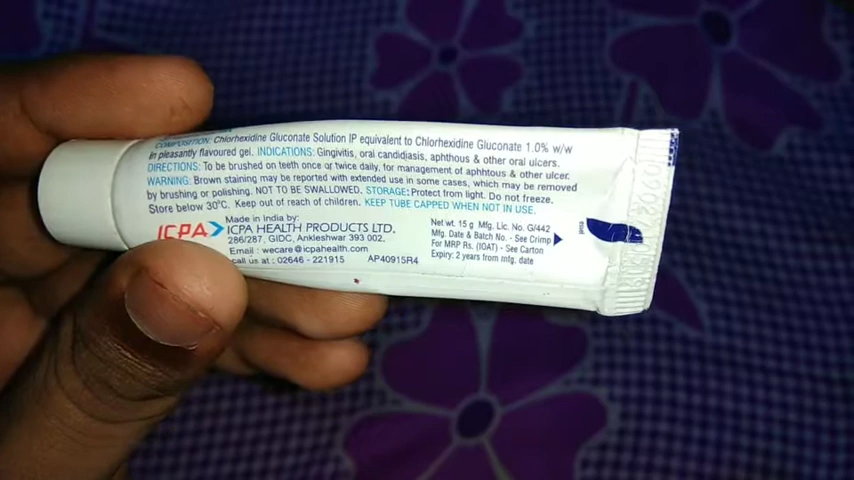 COMPOSITION: Chlorhexidine Gluconate Solution IP equivalent to Chlorhexidine Gluconate 1.0% w/w
in pleasantly flavoured gel. INDICATIONS: Gingivitis, oral candidiasis, aphthous & other oral ulcers.
DIRECTIONS: To be brushed on teeth once or twice daily, for management of aphthous & other ulcer.
WARNING: Brown staining may be reported with extended use in some cases, which may be removed
by brushing or polishing. NOT TO BE SWALLOWED. STORAGE: Protect from light. Do not freeze.
Store below 30°C. Keep out of reach of children. KEEP TUBE CAPPED WHEN NOT IN USE.
ICPA
Made in India by:
ICPA HEALTH PRODUCTS LTD.
286/287, GIDC, Ankleshwar 393 002.
Email : wecare@icpahealth.com
call us at : 02646 - 221915 AP40915R4
Net wt. 15 g Mfg. Lic. No. G/442
Mfg. Date & Batch No. - See Crimp
For MRP Rs. (IOAT) - See Carton
Expiry: 2 years from mfg. date